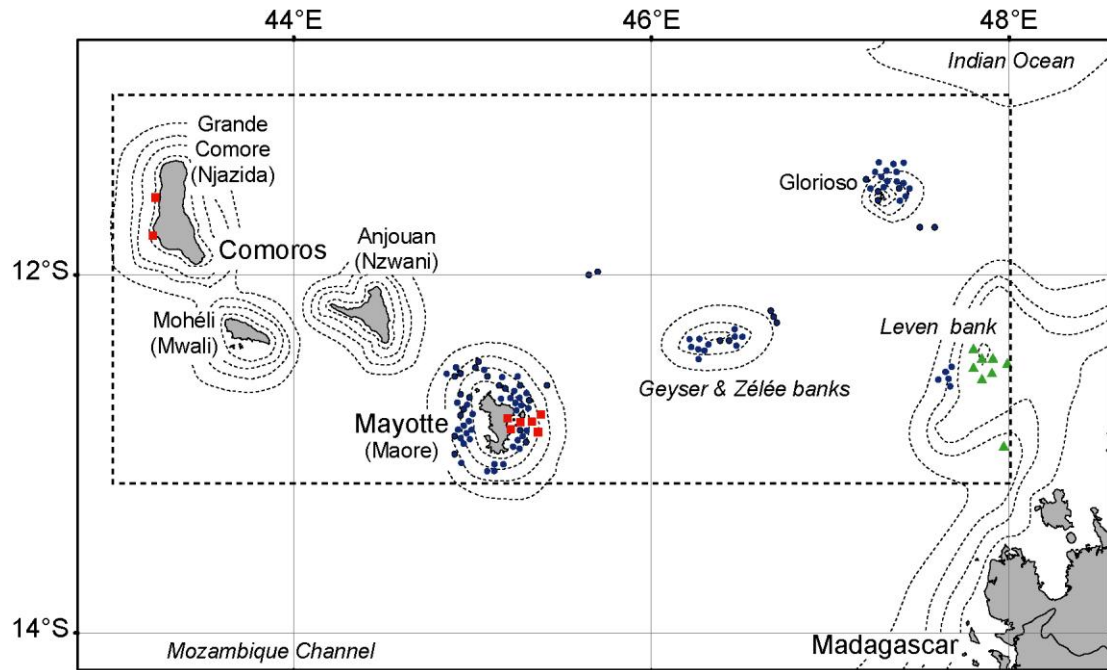 44°E
46°E
48°E
Indian Ocean
Grande
Comore
(Njazida)
Glorioso
Comoros
Anjouan
(Nzwani)
12°S
Mohéli
(Mwali)
Leven bank
Geyser & Zélée banks
Mayotte
(Maore)
14°S
Mozambique Channel
Madagascar